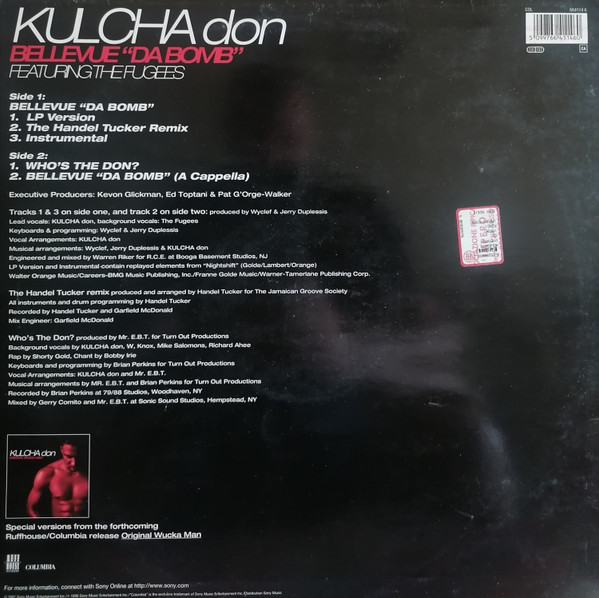 KULCHA don
BELLEVUE "DA BOMB"
FEATURING THE FUGEES
COL
5 099766 431460
Side 1:
BELLEVUE "DA BOMB"
1. LP Version
2. The Handel Tucker Remix
3. Instrumental
Side 2:
1. WHO'S THE DON?
2. BELLEVUE "DA BOMB" (A Cappella)
Executive Producers: Kevon Glickman, Ed Toptani & Pat G'Orge-Walker
Tracks 1 & 3 on side one, and track 2 on side two: produced by Wyclef & Jerry Duplessis
Lead vocals: KULCHA don, background vocals: The Fugees
Keyboards & programming: Wyclef & Jerry Duplessis
Vocal Arrangements: KULCHA don
Musical arrangements: Wyclef, Jerry Duplessis & KULCHA don
Engineered and mixed by Warren Riker for R.C.E. at Booga Basement Studios, NJ
LP Version and Instrumental contain replayed elements from "Nightshift" (Golde/Lambert/Orange)
Walter Orange Music/Careers-BMG Music Publishing, Inc./Franne Golde Music/Warner-Tamerlane Publishing Corp.
The Handel Tucker remix produced and arranged by Handel Tucker for The Jamaican Groove Society
All instruments and drum programming by Handel Tucker
Recorded by Handel Tucker and Garfield McDonald
Mix Engineer: Garfield McDonald
Who's The Don? produced by Mr. E.B.T. for Turn Out Productions
Background vocals by KULCHA don, W, Knox, Mike Salomons, Richard Ahee
Rap by Shorty Gold, Chant by Bobby Irie
Keyboards and programming by Brian Perkins for Turn Out Productions
Vocal Arrangements: KULCHA don and Mr. E.B.T.
Musical arrangements by MR. E.B.T. and Brian Perkins for Turn Out Productions
Recorded by Brian Perkins at 79/88 Studios, Woodhaven, NY
Mixed by Gerry Comito and Mr. E.B.T. at Sonic Sound Studios, Hempstead, NY
KULCHA don
Special versions from the forthcoming
Ruffhouse/Columbia release Original Wucka Man
COLUMBIA
For more information, connect with Sony Online at http://www.sony.com